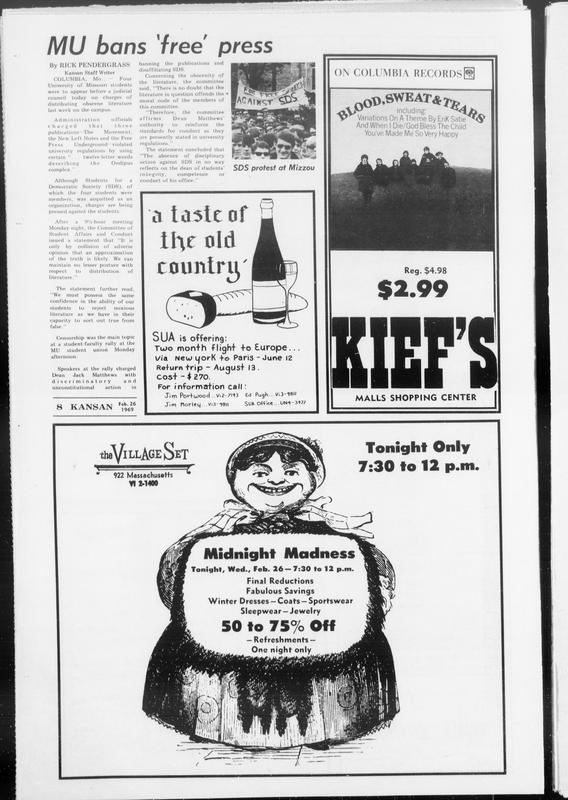 MU bans 'free' press
By RICK PENDERGRASS
Kansan Staff Writer
COLUMBIA, Mo. — Four
University of Missouri students
were to appear before a judicial
council today on charges of
distributing obscene literature
last week on the campus.
Administration officials
charged that three
publications—The Movement,
the New Left Notes and the Free
Press Underground—violated
university regulations by using
certain ". . . twelve-letter words
describing the Oedipus
complex."
Although Students for a
Democratic Society (SDS), of
which the four students were
members, was acquitted as an
organization, charges are being
pressed against the students.
After a 9½-hour meeting
Monday night, the Committee of
Student Affairs and Conduct
issued a statement that "It is
only by collision of adverse
opinion that an approximation
of the truth is likely. We can
maintain no lesser posture with
respect to distribution of
literature."
The statement further read,
"We must possess the same
confidence in the ability of our
students to reject noxious
literature as we have in their
capacity to sort out true from
false."
Censorship was the main topic
at a student-faculty rally at the
MU student union Monday
afternoon.
Speakers at the rally charged
Dean Jack Matthews with
discriminatory and
unconstitutional action in
8 KANSAN Feb. 26
1969
banning the publications and
disaffiliating SDS.
Concerning the obscenity of
the literature, the committee
said, "There is no doubt that the
literature in question offends the
moral node of the members of
this committee.
"Therefore, the committee
affirms Dean Matthews'
authority to reinforce the
standards for conduct as they
are presently stated in university
regulations."
The statement concluded that
"The absence of disciplinary
action against SDS in no way
reflects on the dean of students'
integrity, competence or
conduct of his office."
AGAINST SDS
SDS protest at Mizzou
'a taste of
the old
country'
SUA is offering:
Two month flight to Europe...
via New york to Paris - June 12
Return trip - August 13.
Cost - $270.
For information call:
Jim Portwood..Vi2-7193 Ed Pugh..Vi3-9811
Jim Morley..Vi3-9811 SUA Office..UN4-3477
ON COLUMBIA RECORDS
BLOOD, SWEAT & TEARS
including:
Variations On A Theme By Erik Satie
And When I Die/God Bless The Child
You've Made Me So Very Happy
Reg. $4.98
$2.99
KIEF'S
MALLS SHOPPING CENTER
the VILLAGE SET
922 Massachusetts
VI 2-1400
Tonight Only
7:30 to 12 p.m.
Midnight Madness
Tonight, Wed., Feb. 26—7:30 to 12 p.m.
Final Reductions
Fabulous Savings
Winter Dresses—Coats—Sportswear
Sleepwear—Jewelry
50 to 75% Off
—Refreshments—
One night only